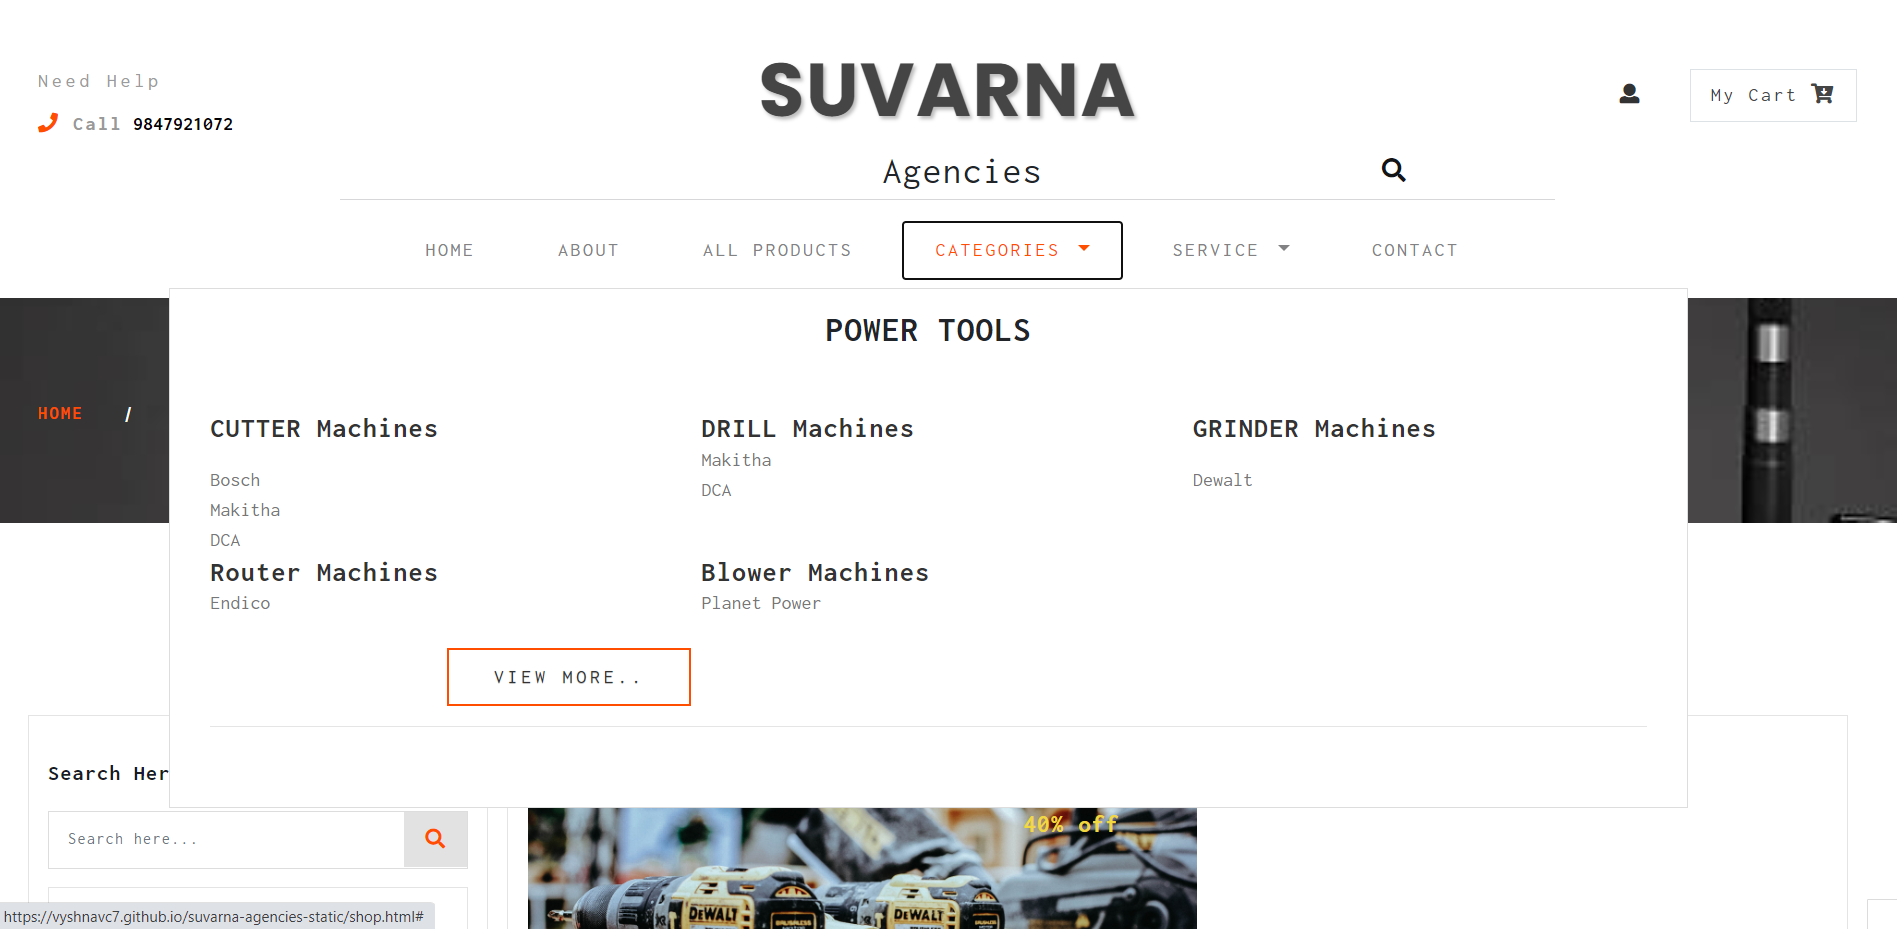 Need Help
Call 9847921072
SUVARNA
Agencies
My Cart
HOME ABOUT ALL PRODUCTS CATEGORIES SERVICE CONTACT
POWER TOOLS
HOME /
CUTTER Machines
Bosch
Makitha
DCA
DRILL Machines
Makitha
DCA
GRINDER Machines
Dewalt
Router Machines
Endico
Blower Machines
Planet Power
VIEW MORE..
Search Her
Search here...
40% off
DEWALT
BRUSHLESS
DEWALT
BRUSHLESS
https://vyshnavc7.github.io/suvarna-agencies-static/shop.html#